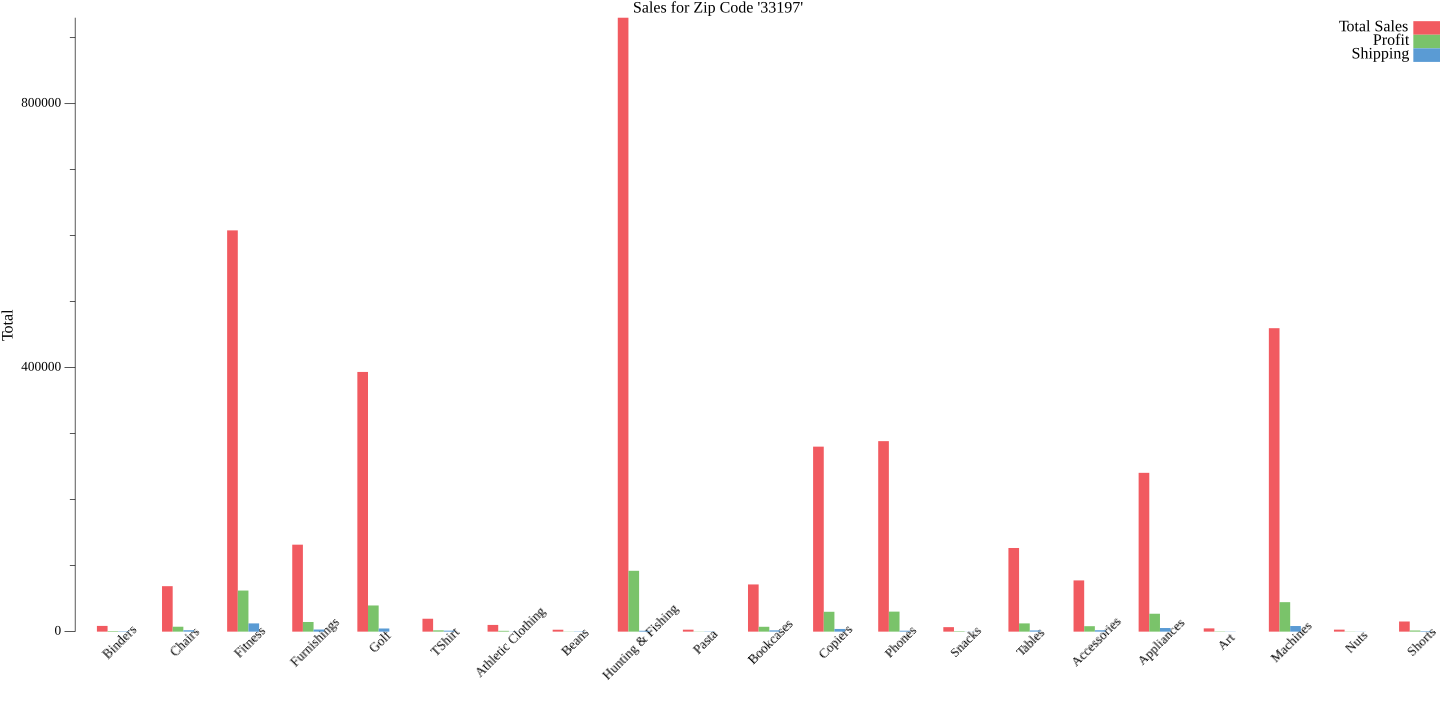 Sales for Zip Code '33197'
Total Sales
Profit
Shipping
800000
400000
0
Total
Binders
Chairs
Fitness
Furnishings
Golf
TShirt
Athletic Clothing
Beans
Hunting & Fishing
Pasta
Bookcases
Copiers
Phones
Snacks
Tables
Accessories
Appliances
Art
Machines
Nuts
Shorts